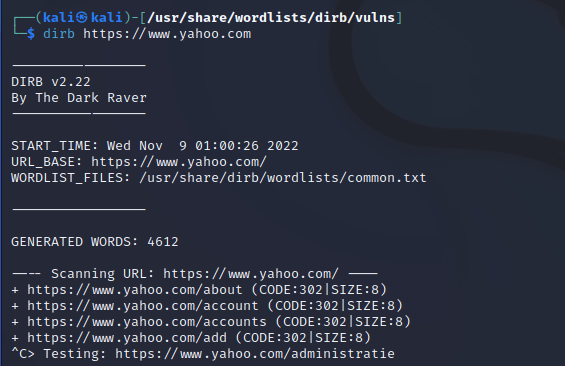 ┌──(kali㉿kali)-[/usr/share/wordlists/dirb/vulns]
└─$ dirb https://www.yahoo.com
-----------------
DIRB v2.22
By The Dark Raver
-----------------
START_TIME: Wed Nov  9 01:00:26 2022
URL_BASE: https://www.yahoo.com/
WORDLIST_FILES: /usr/share/dirb/wordlists/common.txt
-----------------
GENERATED WORDS: 4612
---- Scanning URL: https://www.yahoo.com/ ----
+ https://www.yahoo.com/about (CODE:302|SIZE:8)
+ https://www.yahoo.com/account (CODE:302|SIZE:8)
+ https://www.yahoo.com/accounts (CODE:302|SIZE:8)
+ https://www.yahoo.com/add (CODE:302|SIZE:8)
^C> Testing: https://www.yahoo.com/administratie